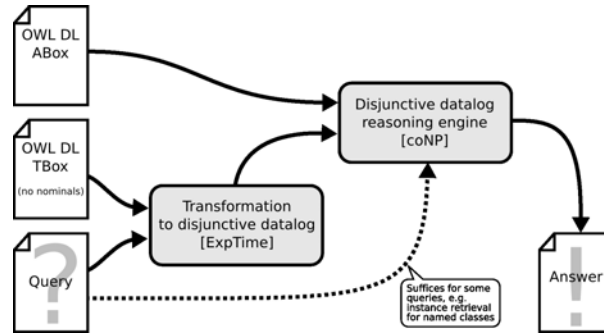 OWL DL
ABox
Disjunctive datalog
reasoning engine
[coNP]
OWL DL
TBox
(no nominals)
Transformation
to disjunctive datalog
[ExpTime]
?
Query
Suffices for some
queries, e.g.
instance retrieval
for named classes
!
Answer